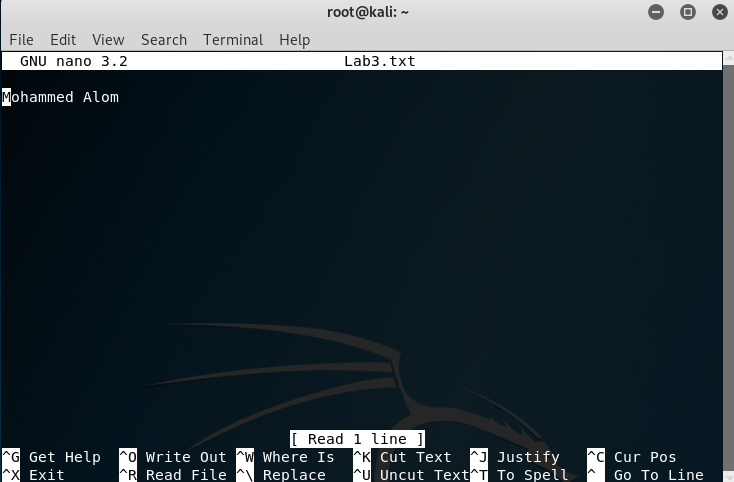 root@kali: ~
File Edit View Search Terminal Help
GNU nano 3.2 Lab3.txt
Mohammed Alom
[ Read 1 line ]
^G Get Help ^O Write Out ^W Where Is ^K Cut Text ^J Justify ^C Cur Pos
^X Exit ^R Read File ^\ Replace ^U Uncut Text ^T To Spell ^ Go To Line